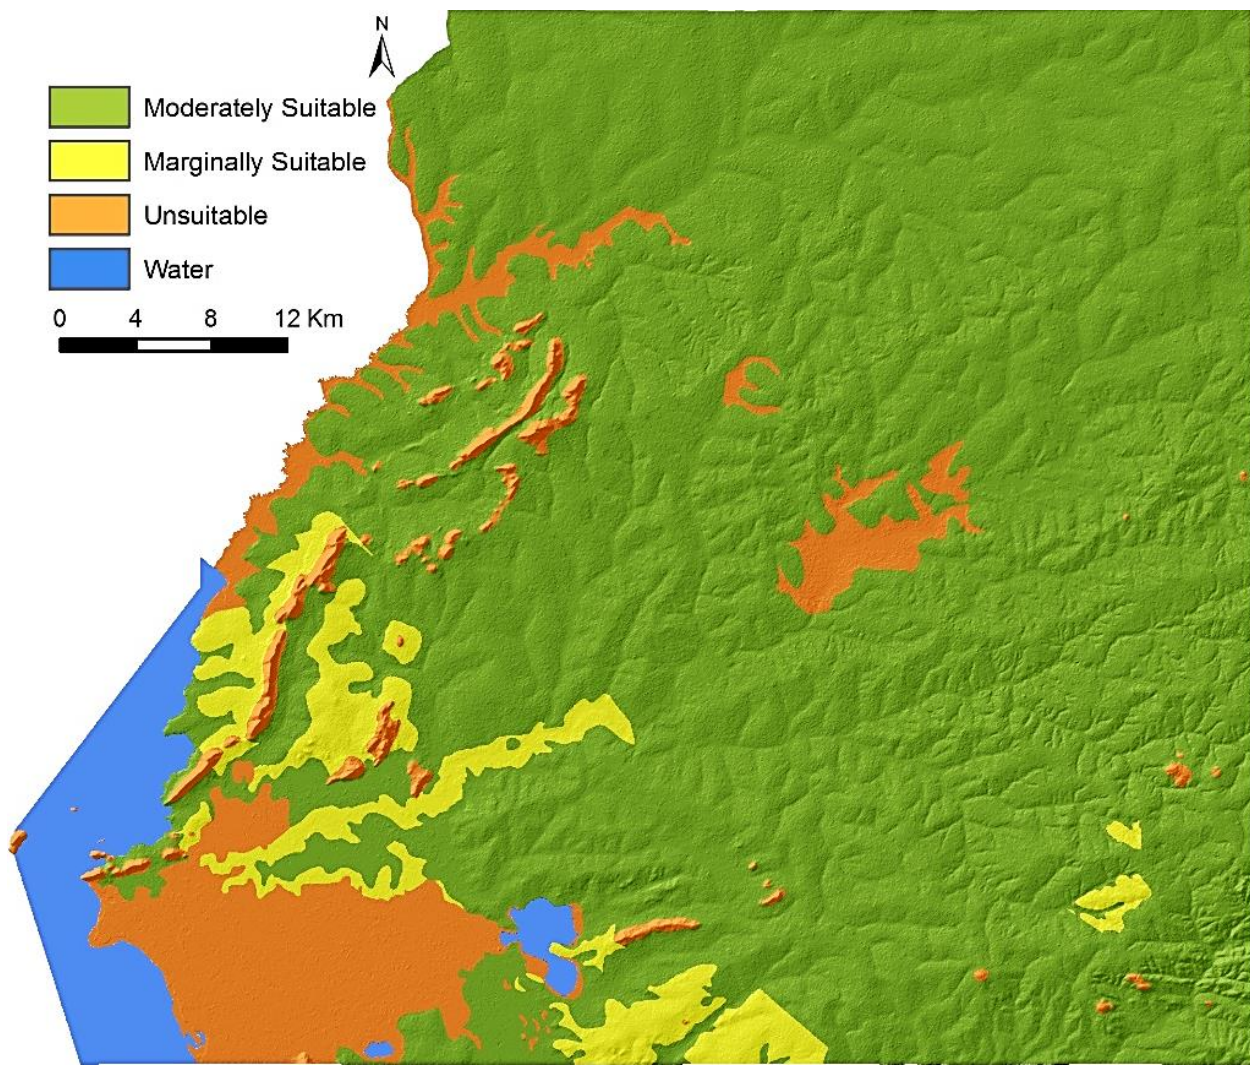 N
Moderately Suitable
Marginally Suitable
Unsuitable
Water
0 4 8 12 Km